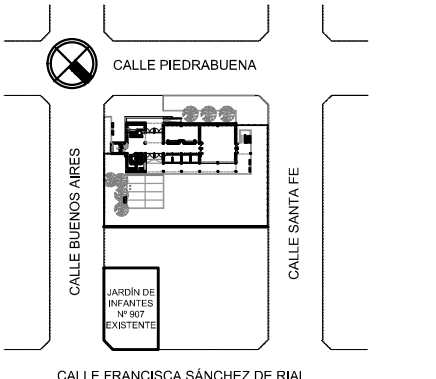 CALLE PIEDRABUENA
CALLE BUENOS AIRES
CALLE SANTA FE
JARDÍN DE
INFANTES
Nº 907
EXISTENTE
CALLE FRANCISCA SÁNCHEZ DE RIAL